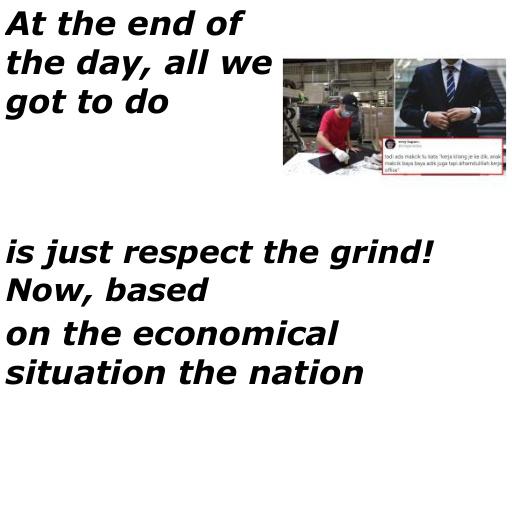 At the end of
the day, all we
got to do
tadi ada makcik tu kata "kerja kilang je ke dik, anak
makcik baya baya adik juga tapi alhamdulillah kerja
office"
is just respect the grind!
Now, based
on the economical
situation the nation